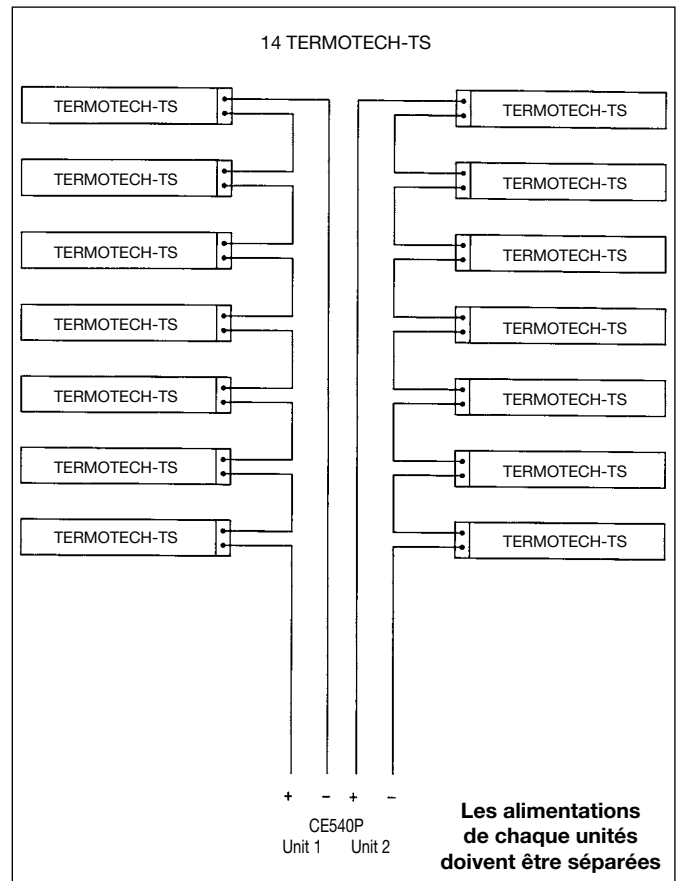 14 TERMOTECH-TS
TERMOTECH-TS TERMOTECH-TS
TERMOTECH-TS TERMOTECH-TS
TERMOTECH-TS TERMOTECH-TS
TERMOTECH-TS TERMOTECH-TS
TERMOTECH-TS TERMOTECH-TS
TERMOTECH-TS TERMOTECH-TS
TERMOTECH-TS TERMOTECH-TS
+ – + –
CE540P
Unit 1 Unit 2
Les alimentations
de chaque unités
doivent être séparées